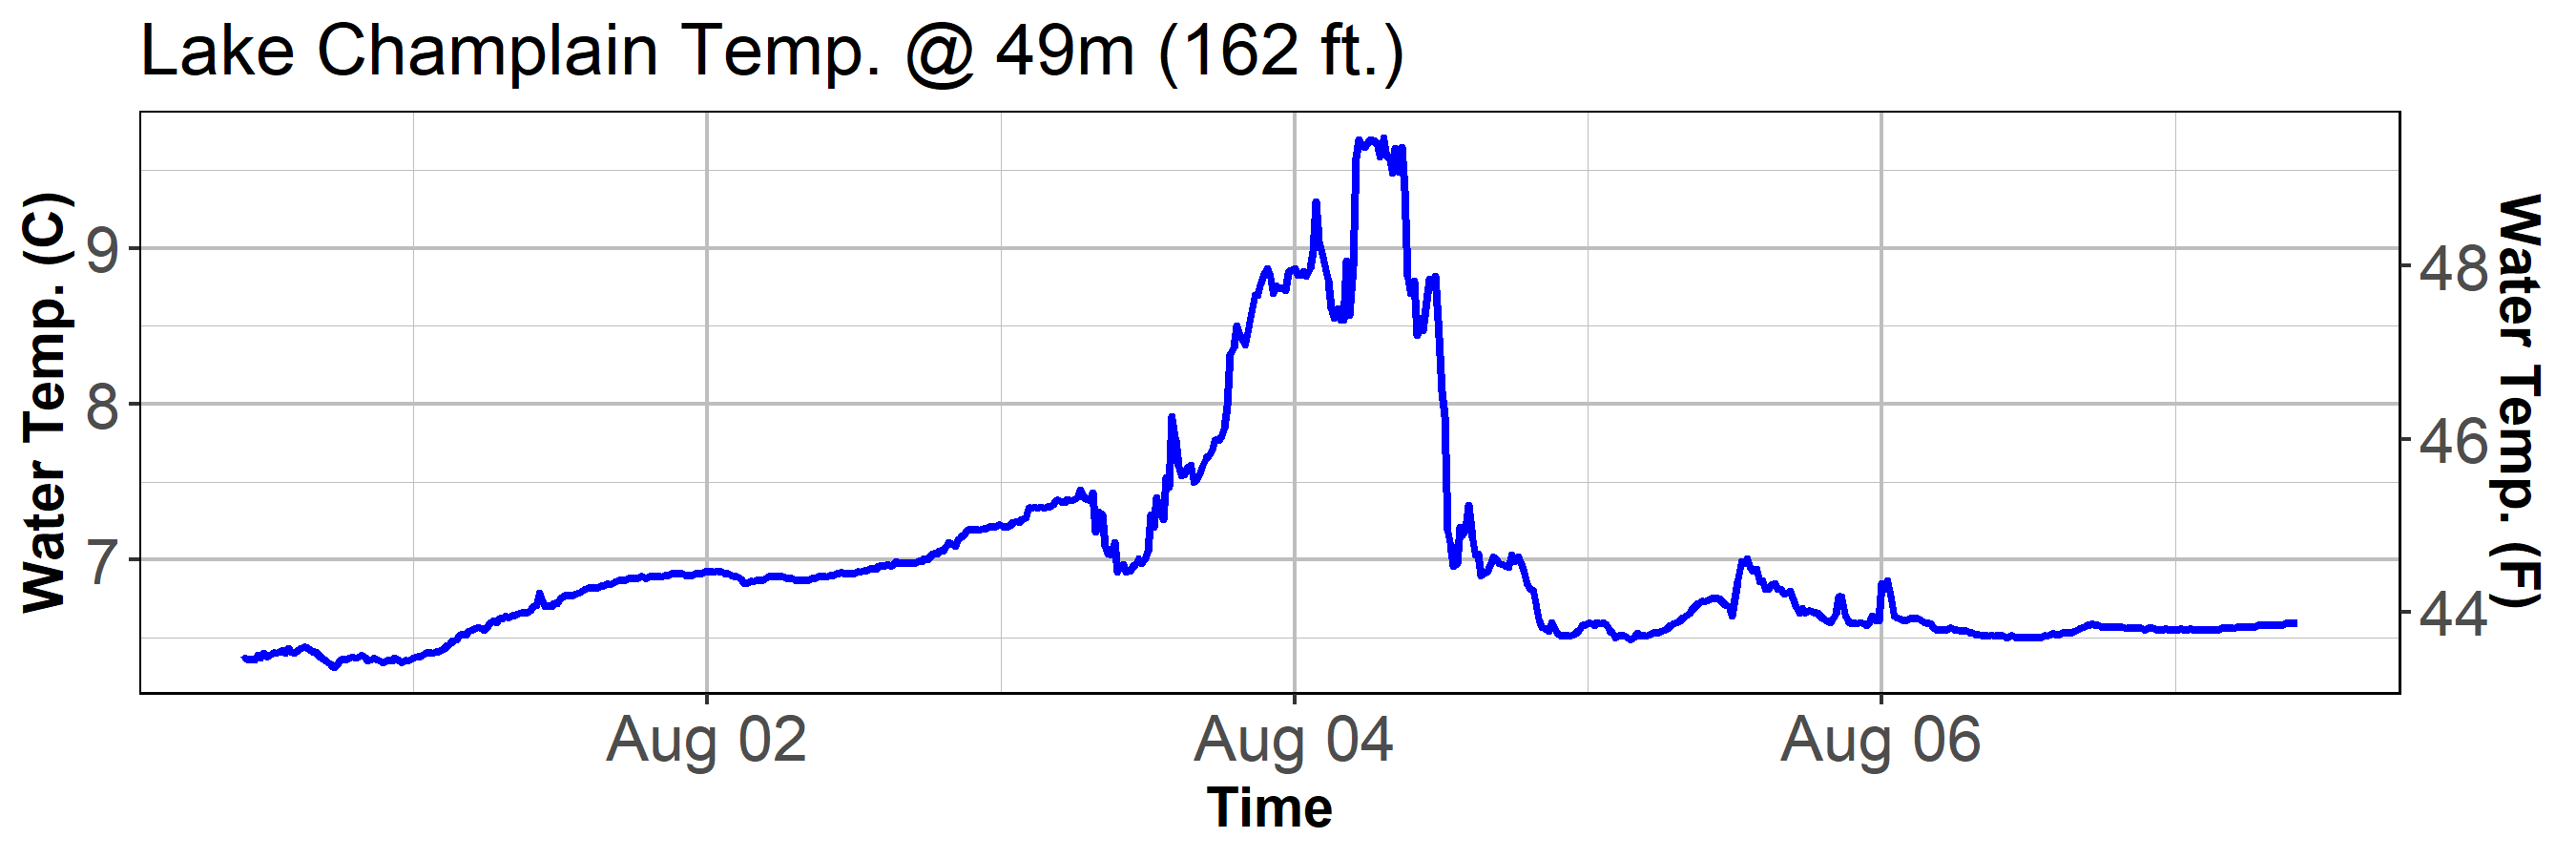 Lake Champlain Temp. @ 49m (162 ft.)
Water Temp. (C)
9
8
7
48
46
44
Water Temp. (F)
Aug 02
Aug 04
Aug 06
Time